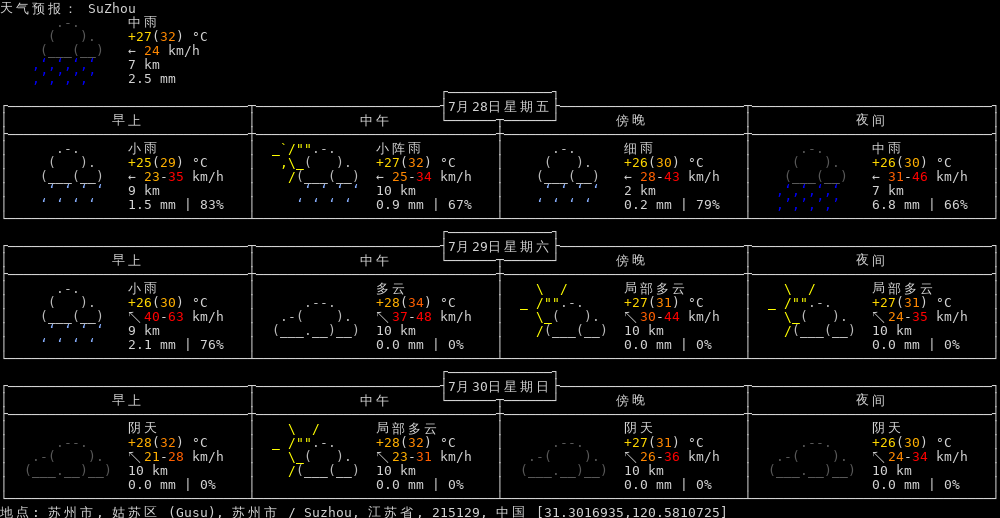 天气预报： SuZhou
中雨
+27(32) °C
← 24 km/h
7 km
2.5 mm
7月28日星期五
早上 中午 傍晚 夜间
小雨 小阵雨 细雨 中雨
+25(29) °C +27(32) °C +26(30) °C +26(30) °C
← 23-35 km/h ← 25-34 km/h ← 28-43 km/h ← 31-46 km/h
9 km 10 km 2 km 7 km
1.5 mm | 83% 0.9 mm | 67% 0.2 mm | 79% 6.8 mm | 66%
7月29日星期六
早上 中午 傍晚 夜间
小雨 多云 局部多云 局部多云
+26(30) °C +28(34) °C +27(31) °C +27(31) °C
↖ 40-63 km/h ↖ 37-48 km/h ↖ 30-44 km/h ↖ 24-35 km/h
9 km 10 km 10 km 10 km
2.1 mm | 76% 0.0 mm | 0% 0.0 mm | 0% 0.0 mm | 0%
7月30日星期日
早上 中午 傍晚 夜间
阴天 局部多云 阴天 阴天
+28(32) °C +28(32) °C +27(31) °C +26(30) °C
↖ 21-28 km/h ↖ 23-31 km/h ↖ 26-36 km/h ↖ 24-34 km/h
10 km 10 km 10 km 10 km
0.0 mm | 0% 0.0 mm | 0% 0.0 mm | 0% 0.0 mm | 0%
地点: 苏州市, 姑苏区 (Gusu), 苏州市 / Suzhou, 江苏省, 215129, 中国 [31.3016935,120.5810725]